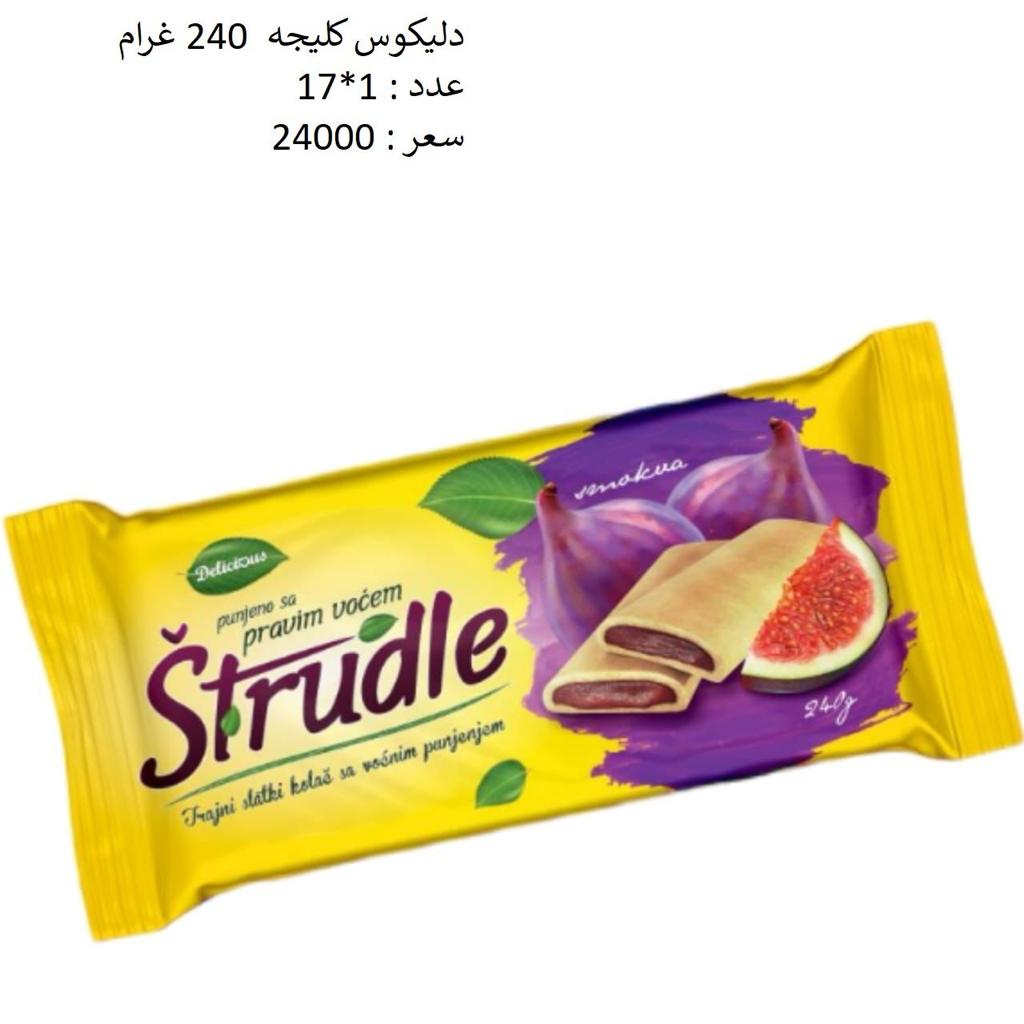 دليكوس كليجه 240 غرام
عدد : 1*17
سعر : 24000
smokva
Delicious
punjeno sa
pravim voćem
Štrudle
Trajni slatki kolač sa voćnim punjenjem
240g